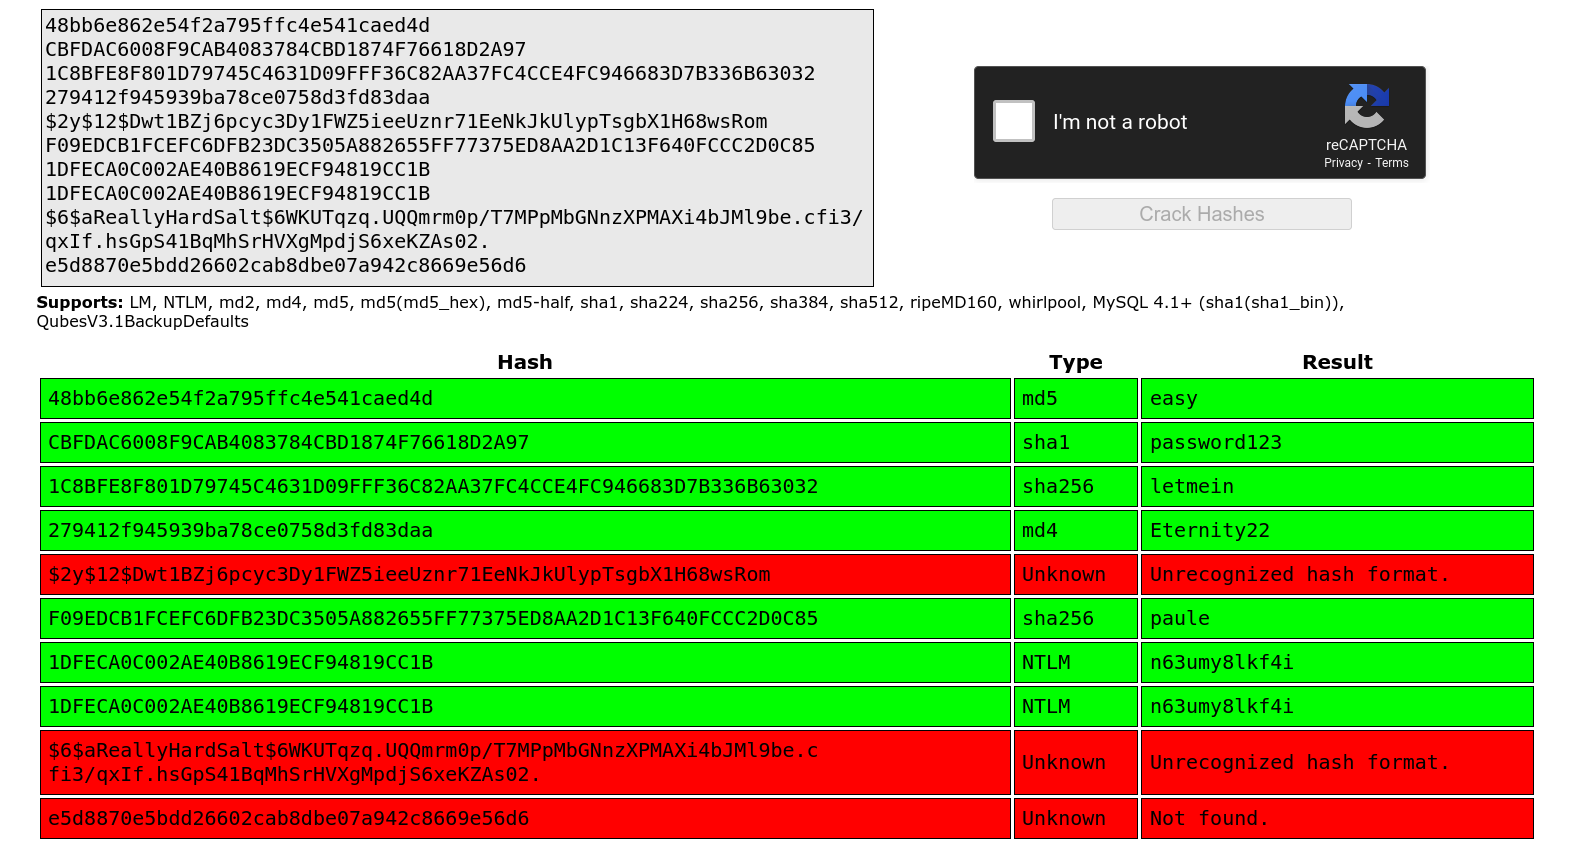 48bb6e862e54f2a795ffc4e541caed4d
CBFDAC6008F9CAB4083784CBD1874F76618D2A97
1C8BFE8F801D79745C4631D09FFF36C82AA37FC4CCE4FC946683D7B336B63032
279412f945939ba78ce0758d3fd83daa
$2y$12$Dwt1BZj6pcyc3Dy1FWZ5ieeUznr71EeNkJkUlypTsgbX1H68wsRom
F09EDCB1FCEFC6DFB23DC3505A882655FF77375ED8AA2D1C13F640FCCC2D0C85
1DFECA0C002AE40B8619ECF94819CC1B
1DFECA0C002AE40B8619ECF94819CC1B
$6$aReallyHardSalt$6WKUTqzq.UQQmrm0p/T7MPpMbGNnzXPMAXi4bJMl9be.cfi3/
qxIf.hsGpS41BqMhSrHVXgMpdjS6xeKZAs02.
e5d8870e5bdd26602cab8dbe07a942c8669e56d6
I'm not a robot
reCAPTCHA
Privacy - Terms
Crack Hashes
Supports: LM, NTLM, md2, md4, md5, md5(md5_hex), md5-half, sha1, sha224, sha256, sha384, sha512, ripeMD160, whirlpool, MySQL 4.1+ (sha1(sha1_bin)),
QubesV3.1BackupDefaults
Hash Type Result
48bb6e862e54f2a795ffc4e541caed4d md5 easy
CBFDAC6008F9CAB4083784CBD1874F76618D2A97 sha1 password123
1C8BFE8F801D79745C4631D09FFF36C82AA37FC4CCE4FC946683D7B336B63032 sha256 letmein
279412f945939ba78ce0758d3fd83daa md4 Eternity22
$2y$12$Dwt1BZj6pcyc3Dy1FWZ5ieeUznr71EeNkJkUlypTsgbX1H68wsRom Unknown Unrecognized hash format.
F09EDCB1FCEFC6DFB23DC3505A882655FF77375ED8AA2D1C13F640FCCC2D0C85 sha256 paule
1DFECA0C002AE40B8619ECF94819CC1B NTLM n63umy8lkf4i
1DFECA0C002AE40B8619ECF94819CC1B NTLM n63umy8lkf4i
$6$aReallyHardSalt$6WKUTqzq.UQQmrm0p/T7MPpMbGNnzXPMAXi4bJMl9be.c
fi3/qxIf.hsGpS41BqMhSrHVXgMpdjS6xeKZAs02. Unknown Unrecognized hash format.
e5d8870e5bdd26602cab8dbe07a942c8669e56d6 Unknown Not found.